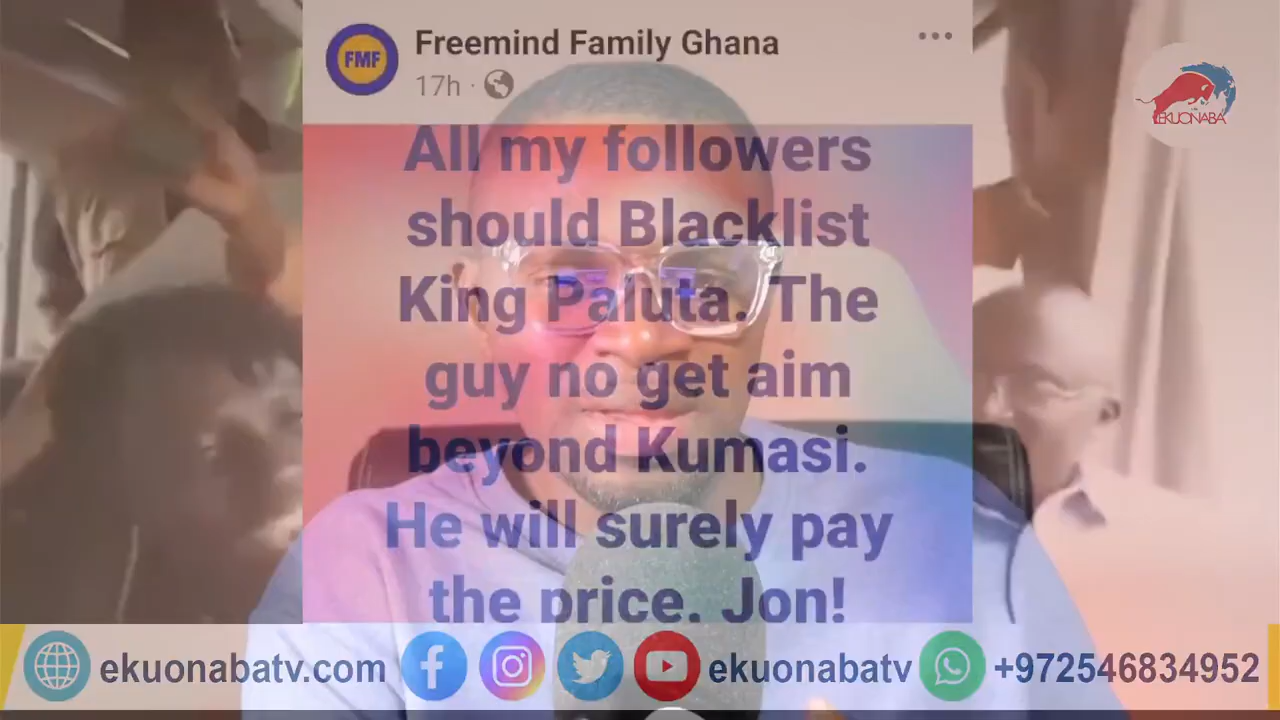 FMF
Freemind Family Ghana
17h ·
All my followers
should Blacklist
King Paluta. The
guy no get aim
beyond Kumasi.
He will surely pay
the price. Jon!
EKUONABA
ekuonabatv.com
ekuonabatv
+972546834952